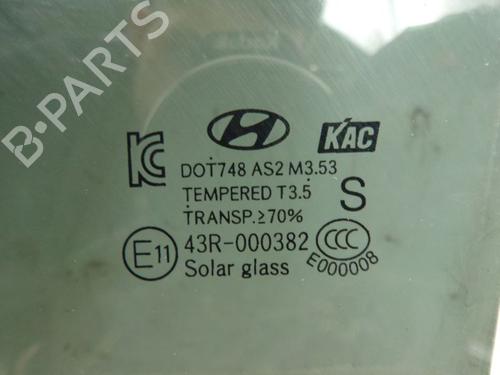 B-PARTS
KC
KAC
DOT748 AS2 M3.53
TEMPERED T3.5
TRANSP.≥70%
S
E11
43R-000382
CCC
E000008
Solar glass